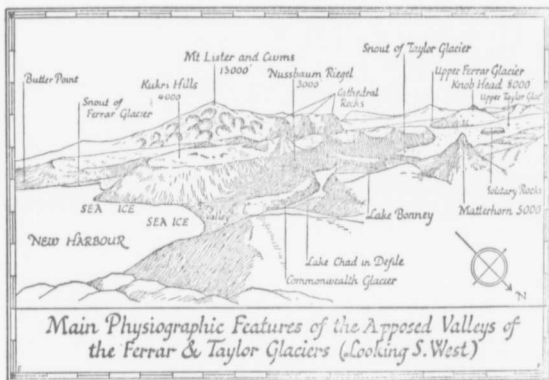 Mt Lister and Cwms
13000'
Snout of Taylor Glacier
Butter Point
Kukri Hills
4000
Nussbaum Riegel
3000
Upper Ferrar Glacier
Knob Head 8000'
Upper Taylor Glac'
Snout of
Ferrar Glacier
Cathedral
Rocks
Solitary Rocks
SEA ICE
SEA ICE
Valley
Lake Bonney
Matterhorn 5000
NEW HARBOUR
Lake Chad in Defile
Commonwealth Glacier
N
Main Physiographic Features of the Apposed Valleys of
the Ferrar & Taylor Glaciers (Looking S.West)